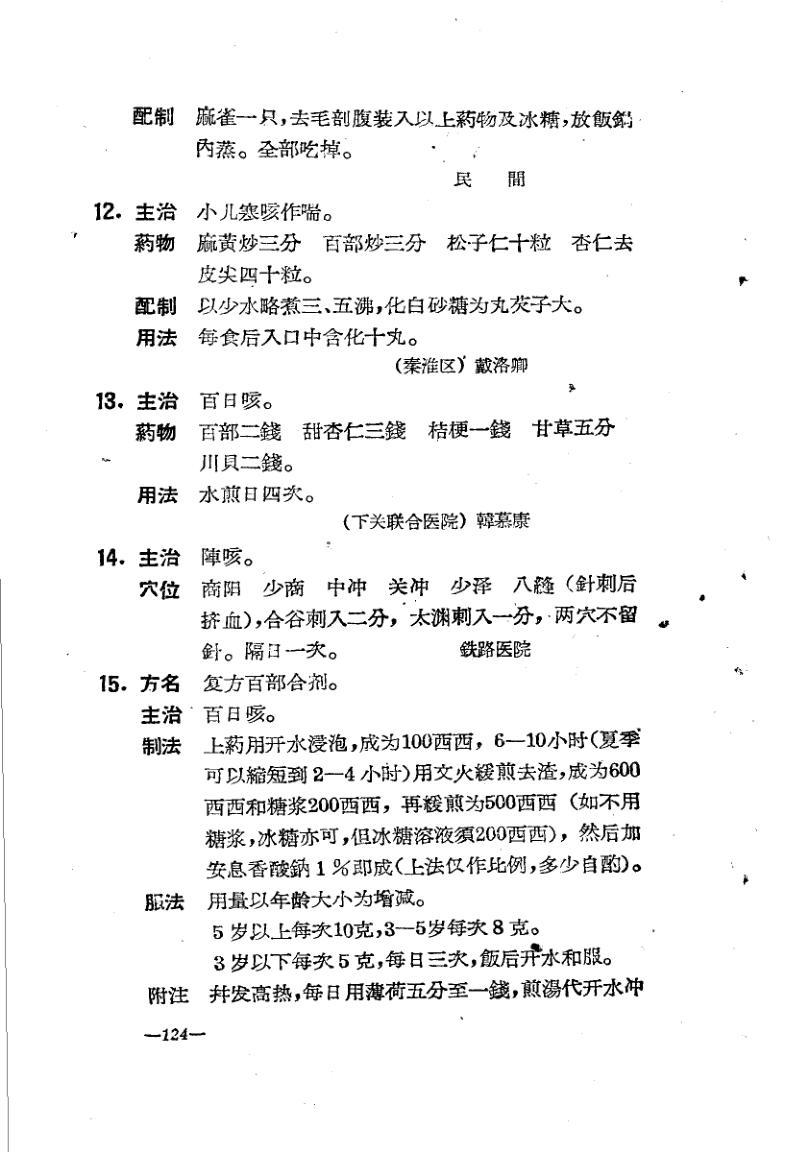 配制 麻雀一只,去毛剖腹装入以上葯物及冰糖,放飯鍋
內蒸。全部吃掉。
民 間
12. 主治 小儿寒咳作喘。
葯物 麻黃炒三分 百部炒三分 松子仁十粒 杏仁去
皮尖四十粒。
配制 以少水略煮三、五沸,化白砂糖为丸芡子大。
用法 每食后入口中含化十丸。
(秦淮区) 戴洛卿
13. 主治 百日咳。
葯物 百部二錢 甜杏仁三錢 桔梗一錢 甘草五分
川貝二錢。
用法 水煎日四次。
(下关联合医院) 韓慕康
14. 主治 陣咳。
穴位 商阳 少商 中冲 关冲 少泽 八縫(針刺后
挤血),合谷刺入二分,太渊刺入一分,两穴不留
針。隔日一次。 鉄路医院
15. 方名 复方百部合剂。
主治 百日咳。
制法 上葯用开水浸泡,成为100西西,6—10小时(夏季
可以縮短到2—4小时)用文火緩煎去渣,成为600
西西和糖浆200西西,再緩煎为500西西(如不用
糖浆,冰糖亦可,但冰糖溶液須200西西),然后加
安息香酸鈉1%即成(上法仅作比例,多少自酌)。
服法 用量以年龄大小为增减。
5岁以上每次10克,3—5岁每次8克。
3岁以下每次5克,每日三次,飯后开水和服。
附注 幷发高热,每日用薄荷五分至一錢,煎湯代开水冲
—124—